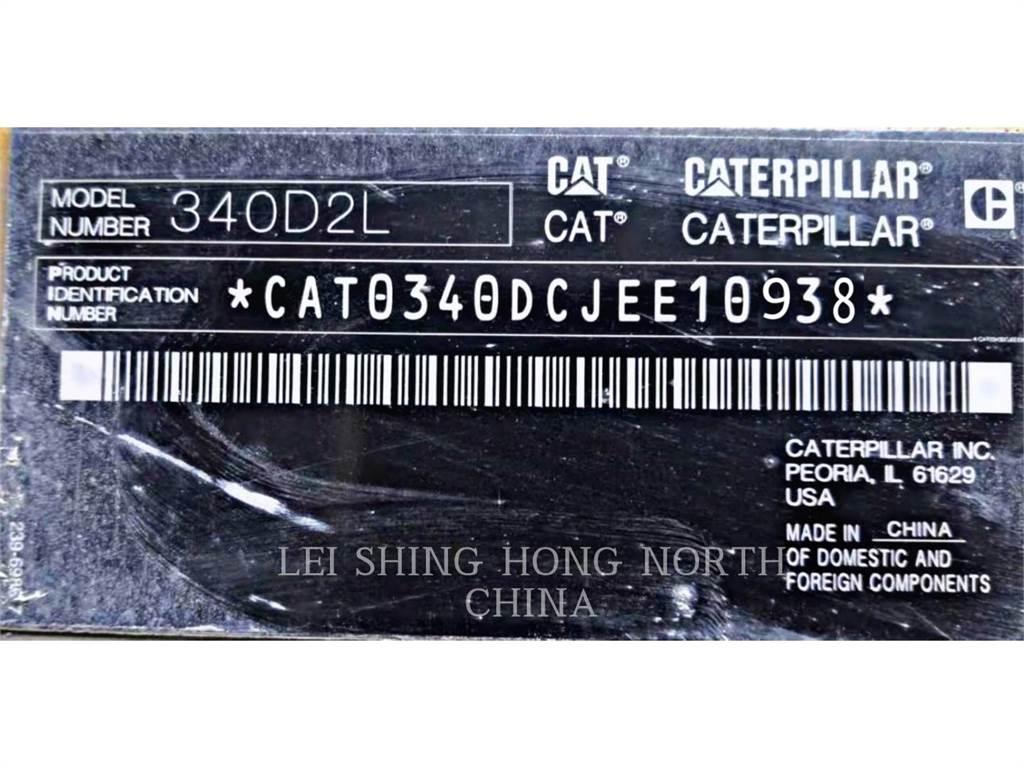 CAT® CATERPILLAR®
CAT® CATERPILLAR®
MODEL NUMBER 340D2L
PRODUCT IDENTIFICATION NUMBER *CAT0340DCJEE10938*
CATERPILLAR INC.
PEORIA, IL 61629
USA
MADE IN CHINA
OF DOMESTIC AND
FOREIGN COMPONENTS
LEI SHING HONG NORTH
CHINA